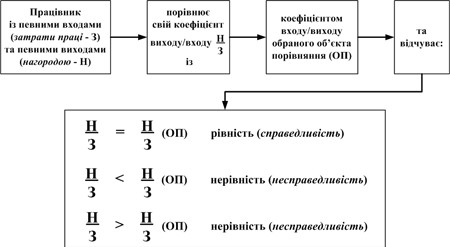 Працівник
із певними входами
(затрати праці - З)
та певними виходами
(нагородою - Н)
порівнює
свій коефіцієнт
виходу/входу Н/З
із
коефіцієнтом
входу/виходу
обраного об’єкта
порівняння (ОП)
та
відчуває:
Н/З = Н/З (ОП) рівність (справедливість)
Н/З < Н/З (ОП) нерівність (несправедливість)
Н/З > Н/З (ОП) нерівність (несправедливість)